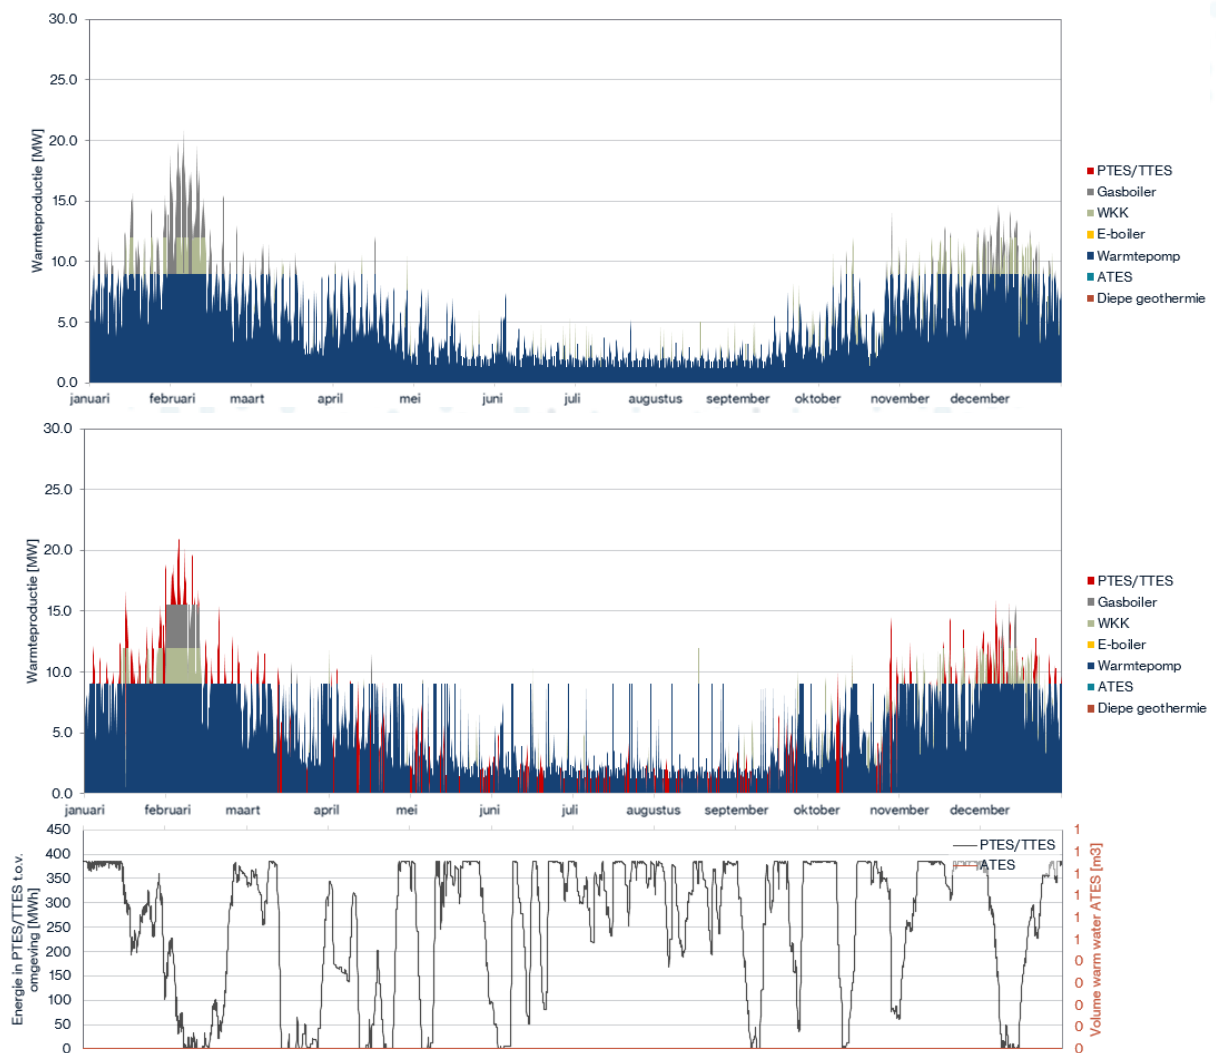 30.0
25.0
20.0
15.0
10.0
5.0
0.0
Warmteproductie [MW]
januari februari maart april mei juni juli augustus september oktober november december
PTES/TTES
Gasboiler
WKK
E-boiler
Warmtepomp
ATES
Diepe geothermie
30.0
25.0
20.0
15.0
10.0
5.0
0.0
Warmteproductie [MW]
januari februari maart april mei juni juli augustus september oktober november december
PTES/TTES
Gasboiler
WKK
E-boiler
Warmtepomp
ATES
Diepe geothermie
450
400
350
300
250
200
150
100
50
0
Energie in PTES/TTES t.o.v.
omgeving [MWh]
PTES/TTES
ATES
1
1
1
1
1
1
0
0
0
0
0
Volume warm water ATES [m3]